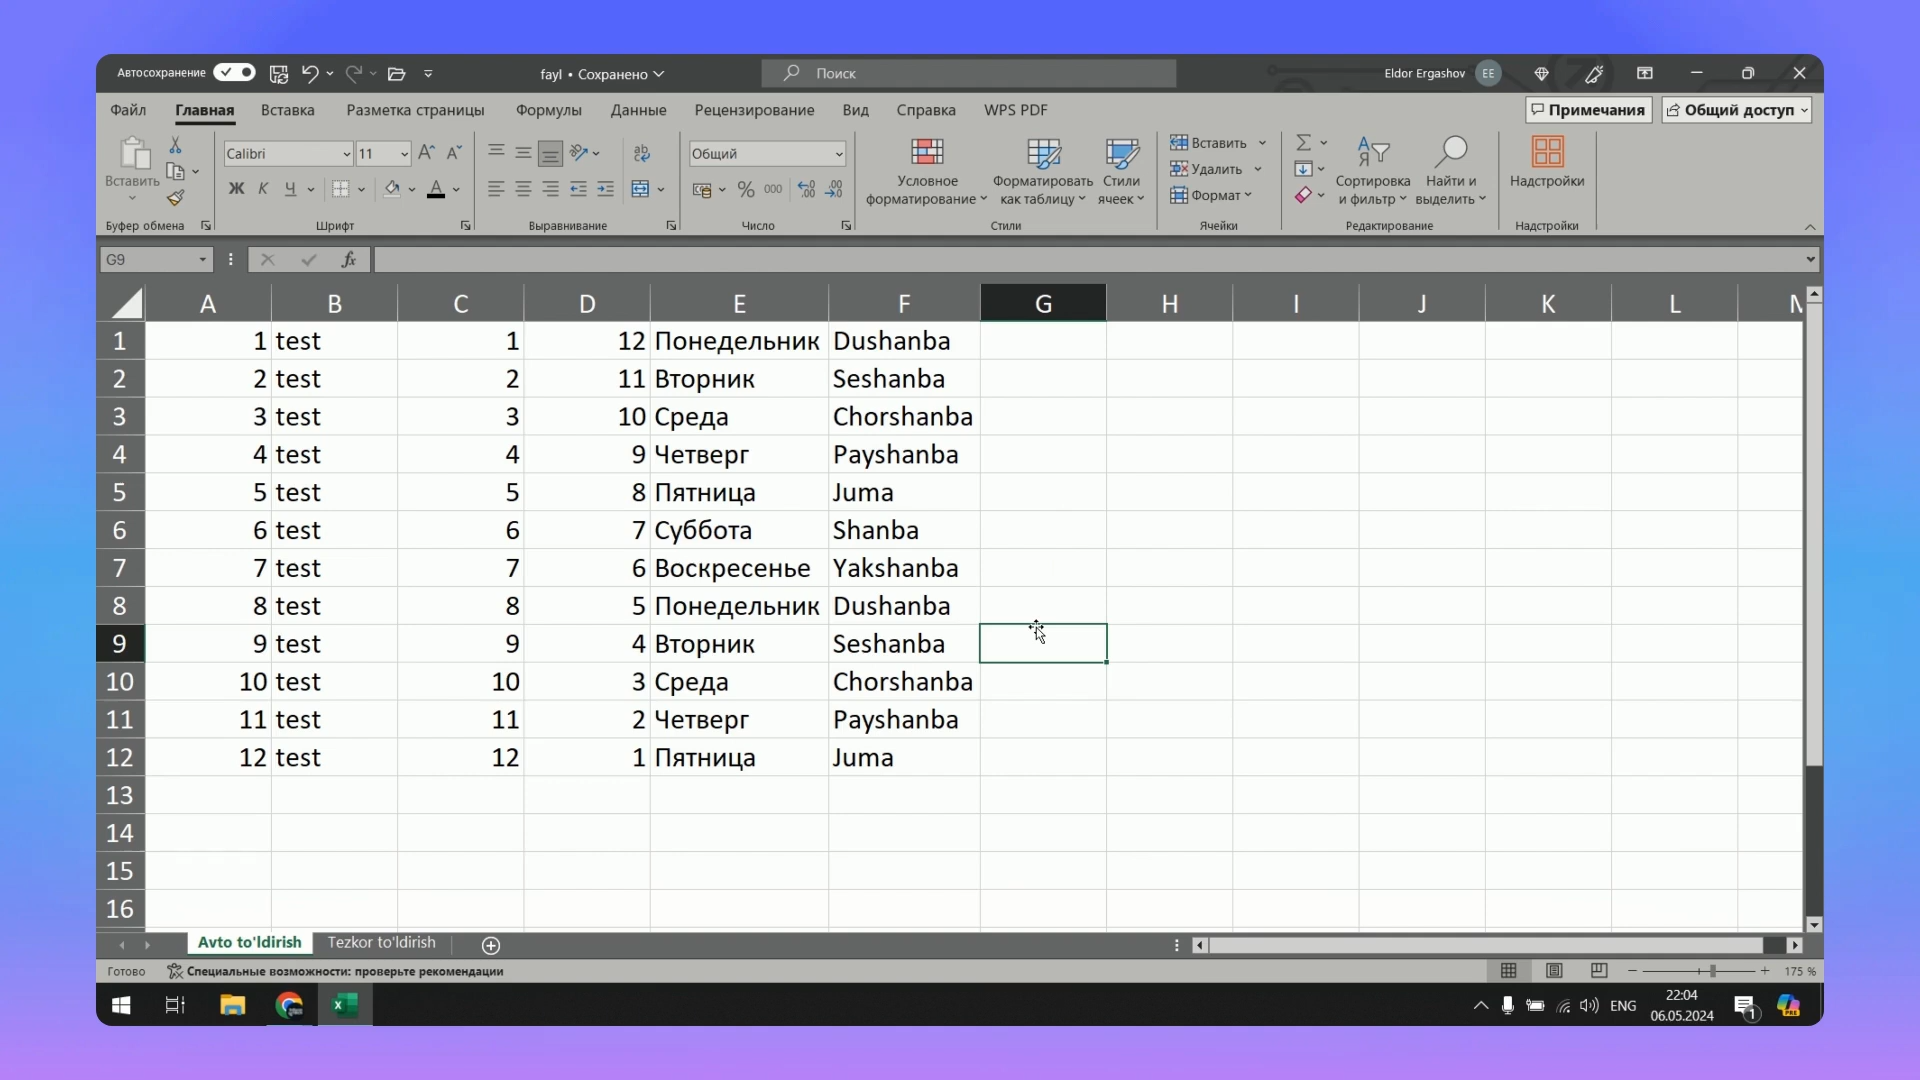 Автосохранение
fayl • Сохранено
Поиск
Eldor Ergashov EE
Файл Главная Вставка Разметка страницы Формулы Данные Рецензирование Вид Справка WPS PDF
Примечания Общий доступ
Вставить
Буфер обмена
Calibri 11
Ж К Ч
Шрифт
Выравнивание
Общий
% 000
Число
Условное форматирование
Форматировать как таблицу
Стили ячеек
Стили
Вставить
Удалить
Формат
Ячейки
Сортировка и фильтр
Найти и выделить
Редактирование
Надстройки
Надстройки
G9 fx
A B C D E F G H I J K L M
1 1 test 1 12 Понедельник Dushanba
2 2 test 2 11 Вторник Seshanba
3 3 test 3 10 Среда Chorshanba
4 4 test 4 9 Четверг Payshanba
5 5 test 5 8 Пятница Juma
6 6 test 6 7 Суббота Shanba
7 7 test 7 6 Воскресенье Yakshanba
8 8 test 8 5 Понедельник Dushanba
9 9 test 9 4 Вторник Seshanba
10 10 test 10 3 Среда Chorshanba
11 11 test 11 2 Четверг Payshanba
12 12 test 12 1 Пятница Juma
13
14
15
16
Avto to'ldirish Tezkor to'ldirish
Готово Специальные возможности: проверьте рекомендации 175 %
ENG 22:04
06.05.2024
1
PRE